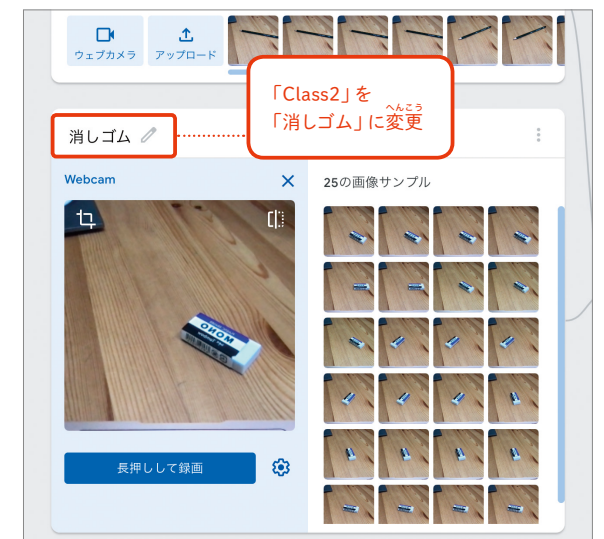 ウェブカメラ
アップロード
「Class2」を
へんこう
「消しゴム」に変更
消しゴム
Webcam
25の画像サンプル
MONO
長押しして録画